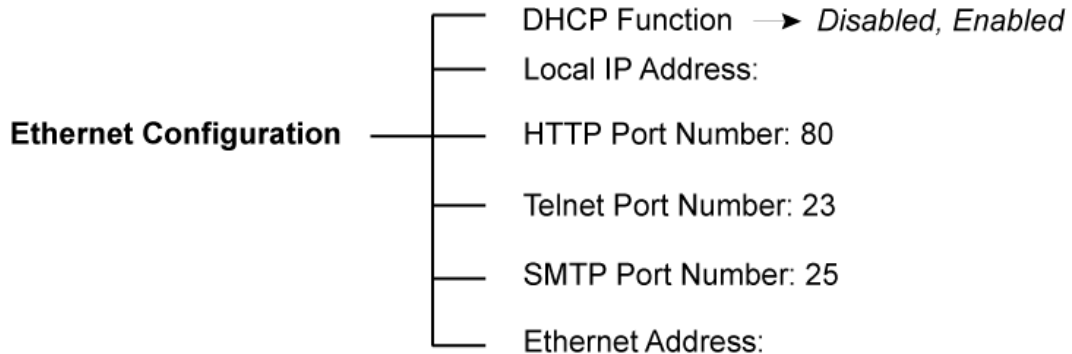 DHCP Function
Disabled, Enabled
Local IP Address:
Ethernet Configuration
HTTP Port Number: 80
Telnet Port Number: 23
SMTP Port Number: 25
Ethernet Address: